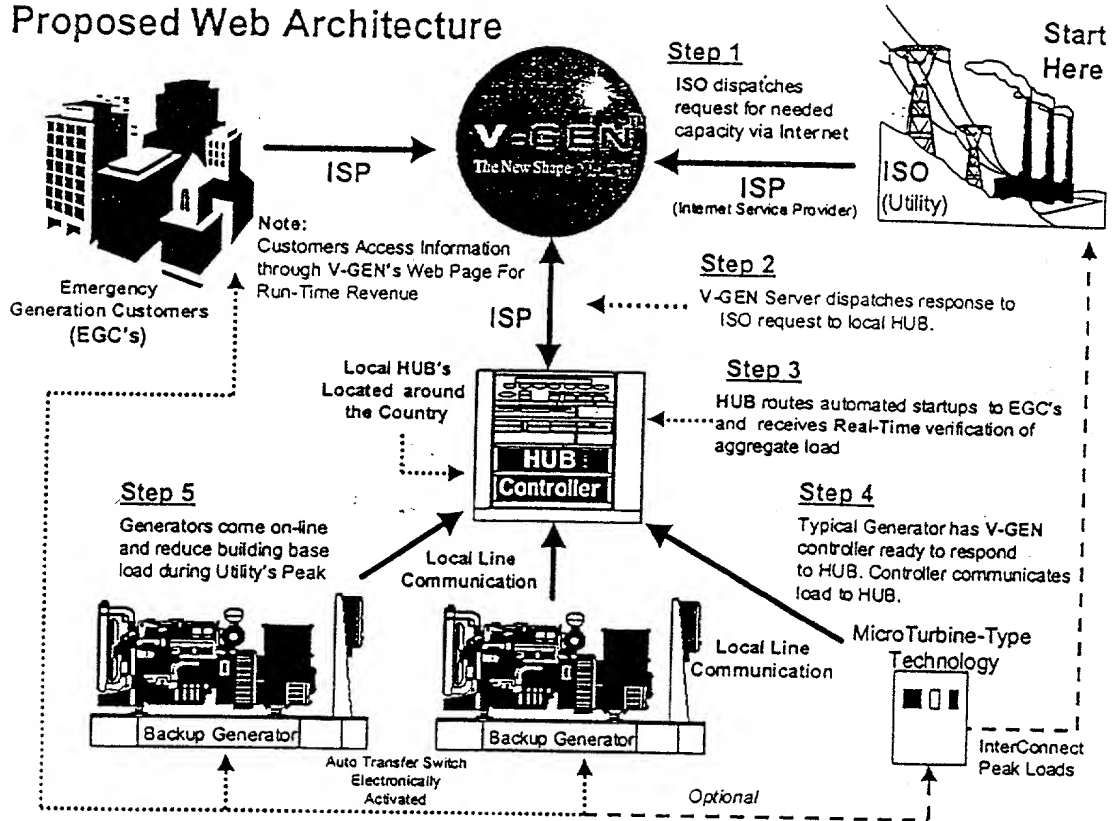 Proposed Web Architecture
Start
Here
Step 1
ISO dispatches
request for needed
capacity via Internet
V-GEN
The New Shape
ISP
ISP
(Internet Service Provider)
ISO
(Utility)
Note:
Customers Access Information
through V-GEN's Web Page For
Run-Time Revenue
Emergency
Generation Customers
(EGC's)
Step 2
V-GEN Server dispatches response to
ISO request to local HUB.
ISP
Local HUB's
Located around
the Country
Step 3
HUB routes automated startups to EGC's
and receives Real-Time verification of
aggregate load
HUB
Controller
Step 5
Generators come on-line
and reduce building base
load during Utility's Peak
Step 4
Typical Generator has V-GEN
controller ready to respond
to HUB. Controller communicates
load to HUB.
Local Line
Communication
MicroTurbine-Type
Technology
Local Line
Communication
Backup Generator
Backup Generator
InterConnect
Peak Loads
Auto Transfer Switch
Electronically
Activated
Optional